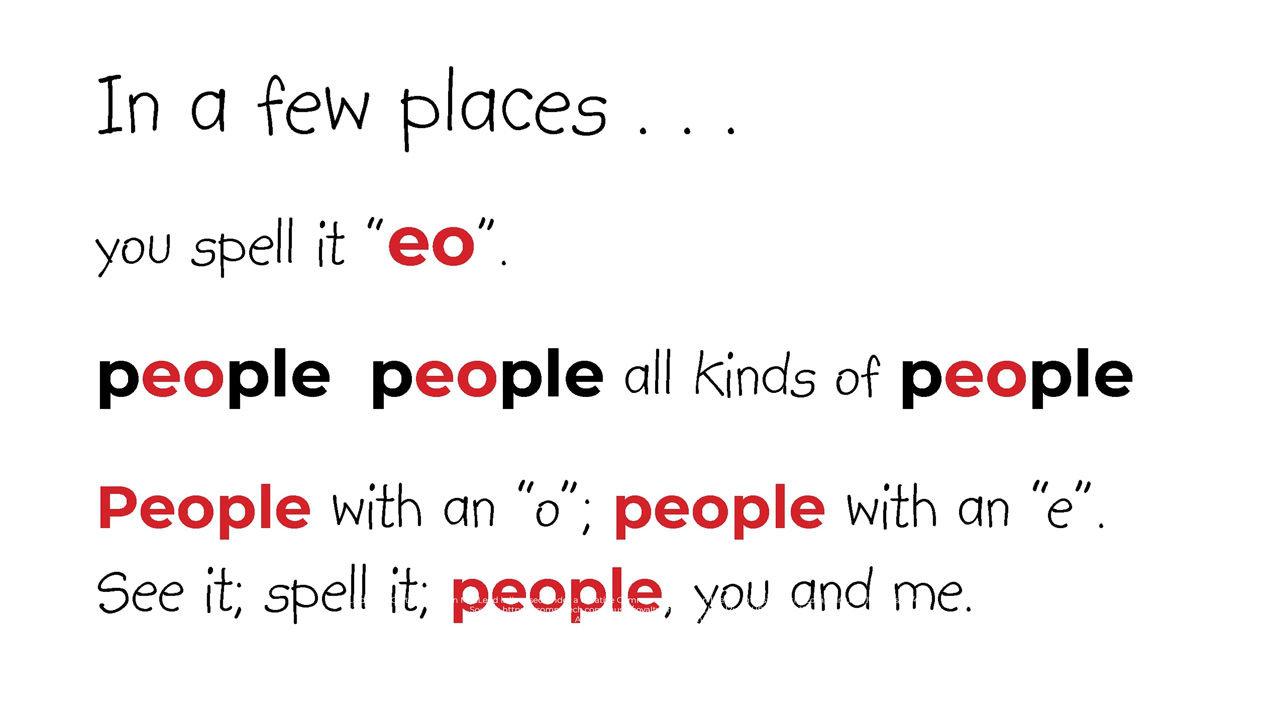 In a few places . . .
you spell it “eo”.
people people all kinds of people
People with an “o”; people with an “e”.
See it; spell it; people, you and me.